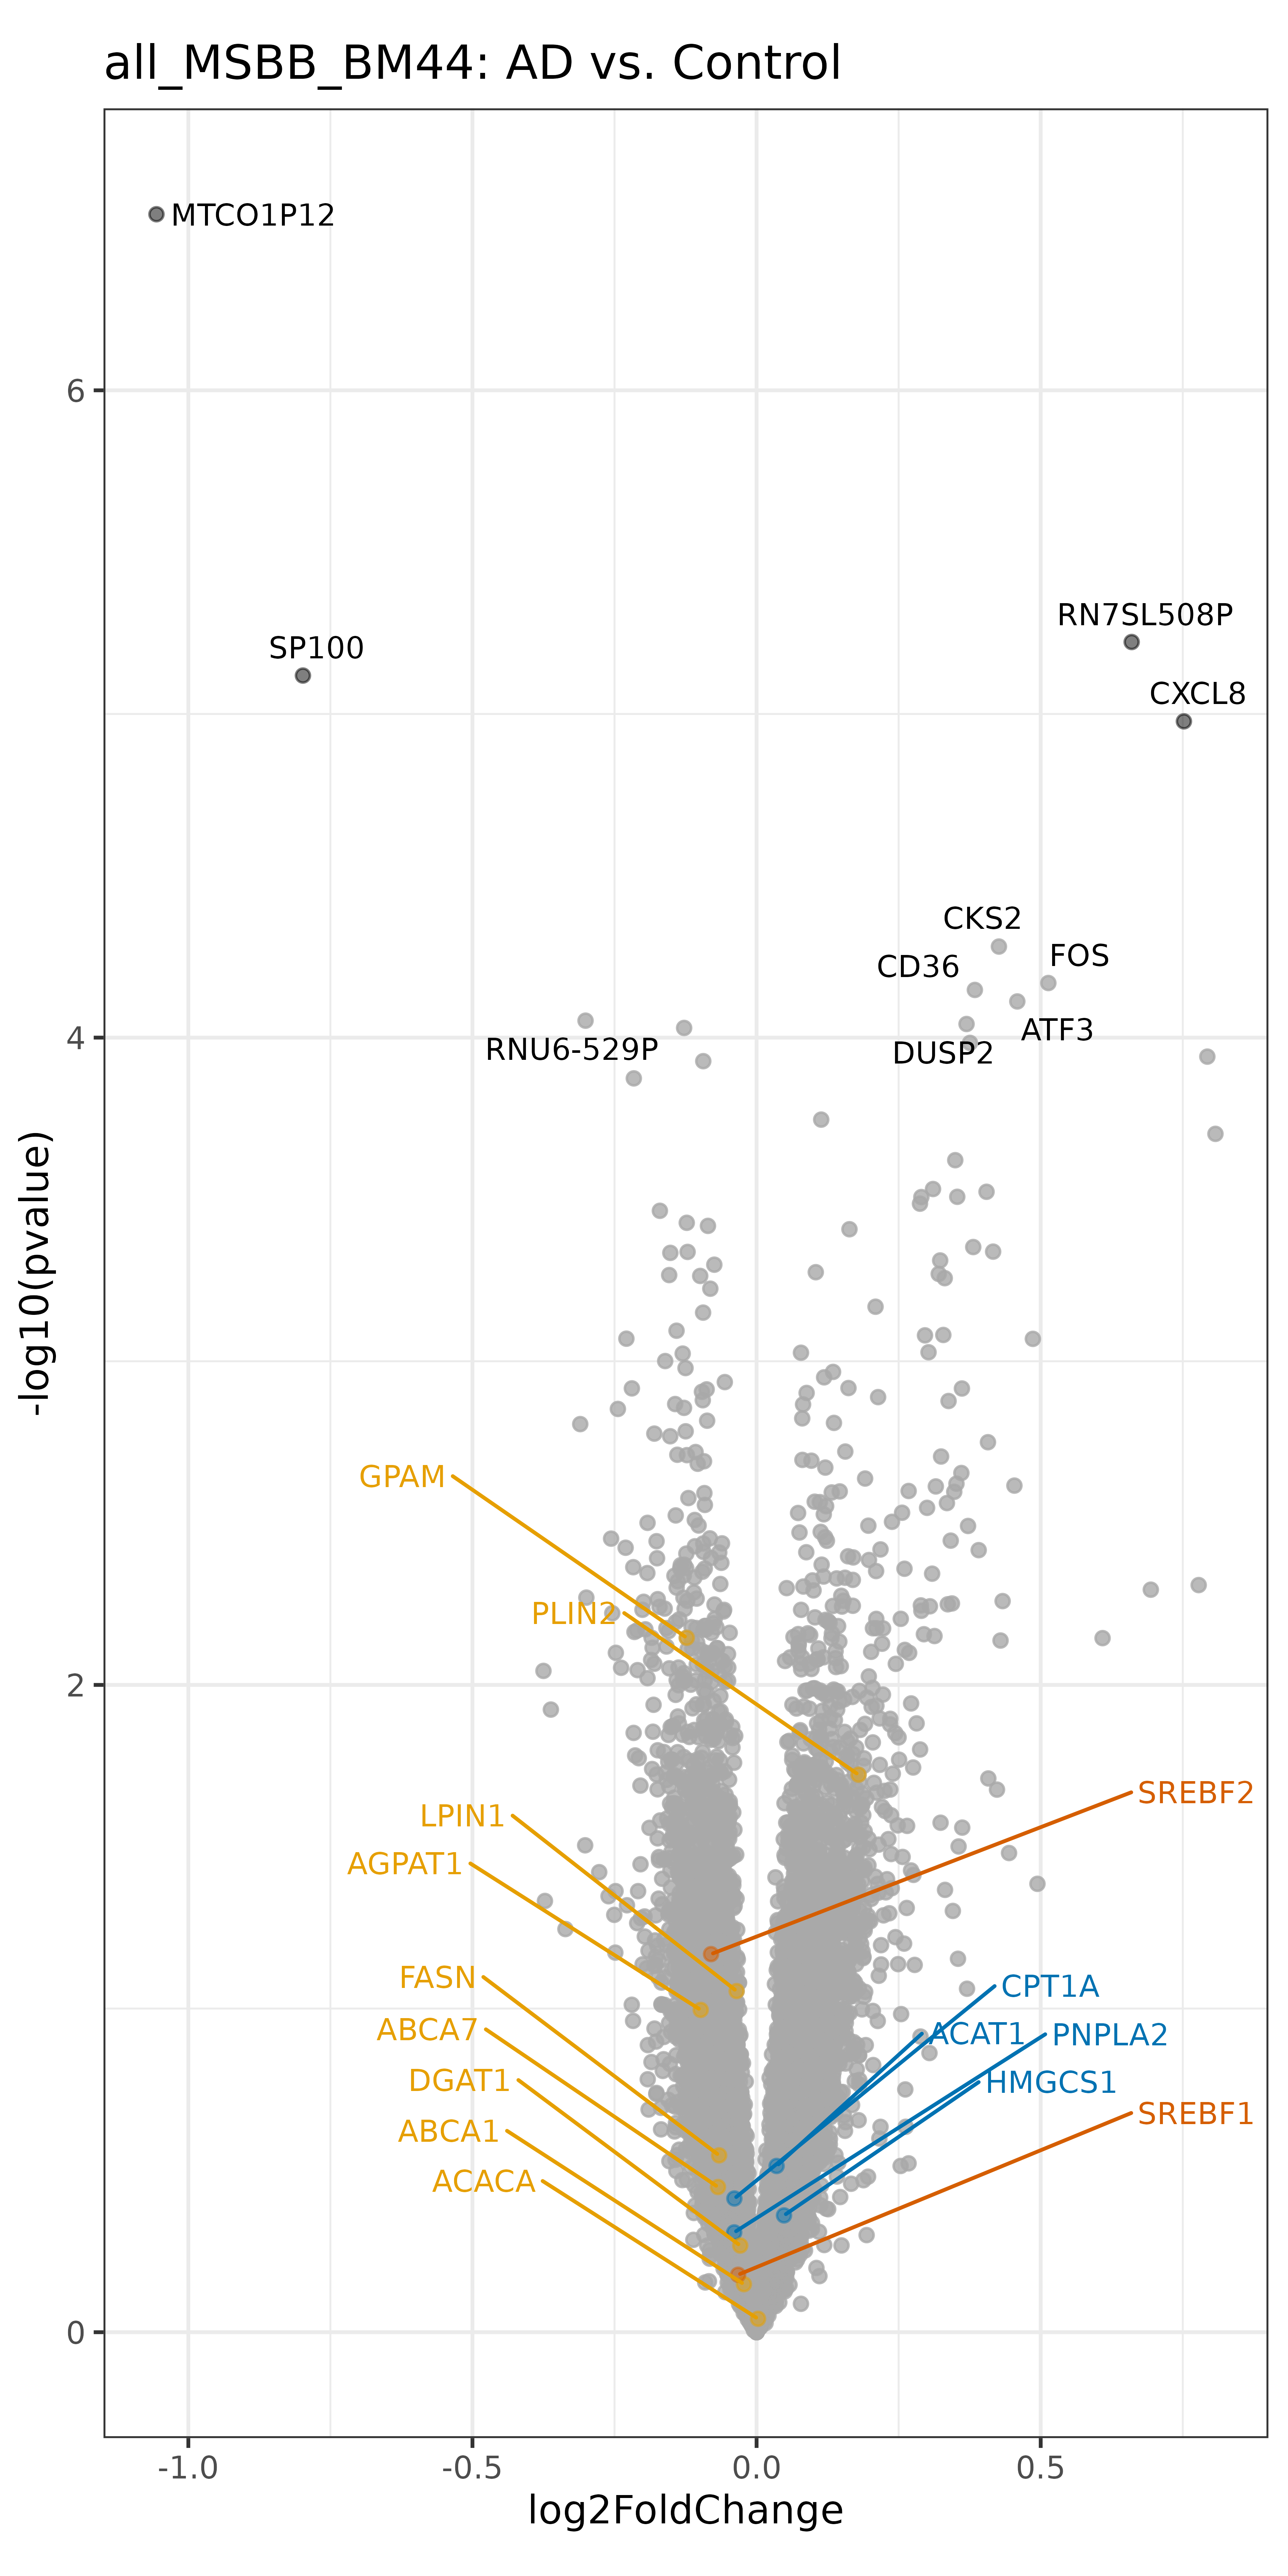 all_MSBB_BM44: AD vs. Control
MTCO1P12
6
RN7SL508P
SP100
CXCL8
CKS2
FOS
CD36
ATF3
4
RNU6-529P
DUSP2
-log10(pvalue)
GPAM
PLIN2
2
SREBF2
LPIN1
AGPAT1
FASN
CPT1A
ABCA7
ACAT1
PNPLA2
DGAT1
HMGCS1
SREBF1
ABCA1
ACACA
0
-1.0
-0.5
0.0
0.5
log2FoldChange